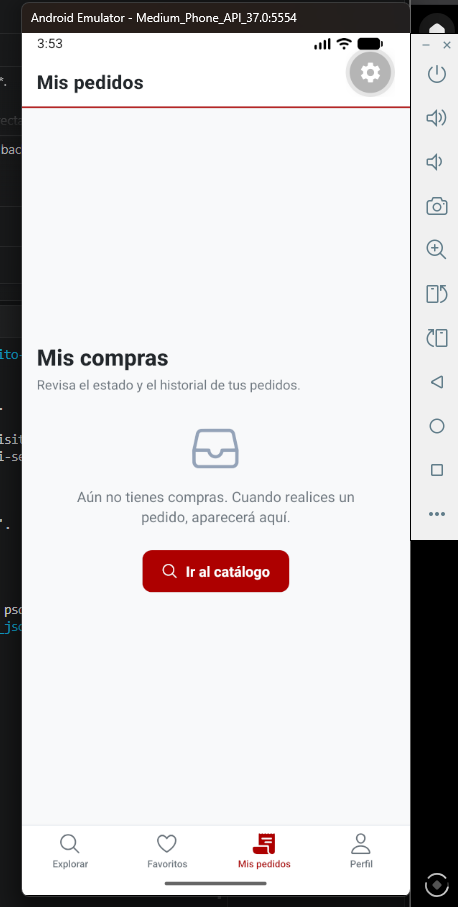 Android Emulator - Medium_Phone_API_37.0:5554
3:53
Mis pedidos
Mis compras
Revisa el estado y el historial de tus pedidos.
Aún no tienes compras. Cuando realices un
pedido, aparecerá aquí.
Ir al catálogo
Explorar
Favoritos
Mis pedidos
Perfil